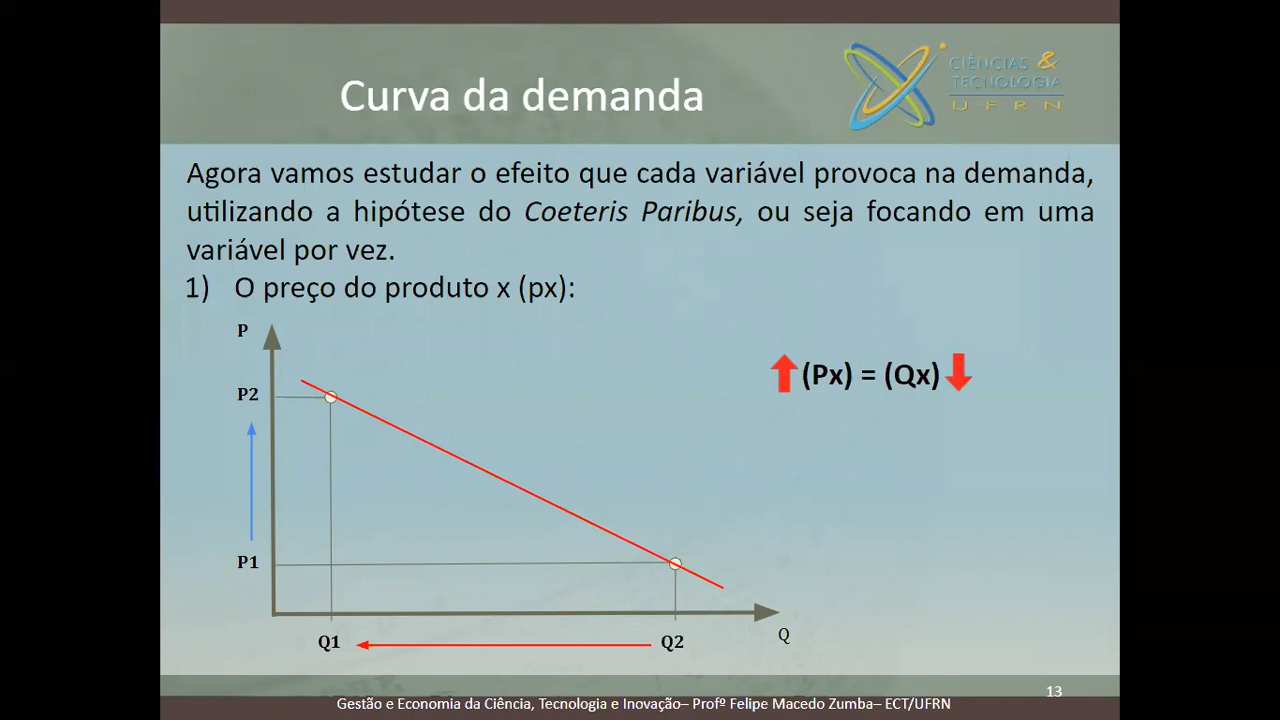 Curva da demanda
CIÊNCIAS &
TECNOLOGIA
UFRN
Agora vamos estudar o efeito que cada variável provoca na demanda,
utilizando a hipótese do Coeteris Paribus, ou seja focando em uma
variável por vez.
1) O preço do produto x (px):
P
P2
(Px) = (Qx)
P1
Q1
Q2
Q
13
Gestão e Economia da Ciência, Tecnologia e Inovação– Profº Felipe Macedo Zumba– ECT/UFRN